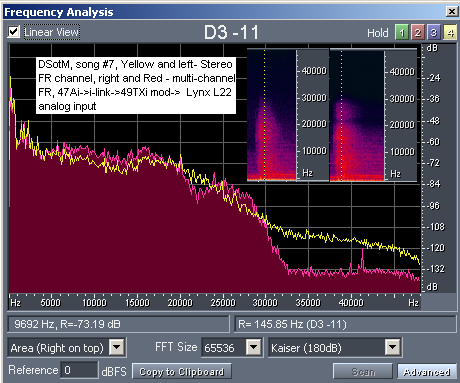 Frequency Analysis
Linear View
D3 -11
Hold 1 2 3 4
DSotM, song #7, Yellow and left- Stereo
FR channel, right and Red - multi-channel
FR, 47Ai->i-link->49TXi mod-> Lynx L22
analog input
40000
30000
20000
10000
Hz
40000
30000
20000
10000
Hz
dB
-24
-36
-48
-60
-72
-84
-96
-108
-120
-132
dB
Hz 5000 10000 15000 20000 25000 30000 35000 40000 Hz
9692 Hz, R=-73.19 dB
R= 145.85 Hz (D3 -11)
Area (Right on top)
FFT Size
65536
Kaiser (180dB)
Reference
0
dBFS
Copy to Clipboard
Scan
Advanced